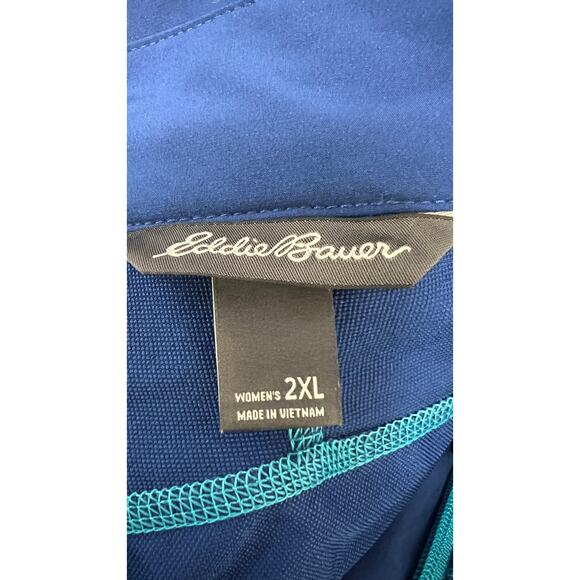 Eddie Bauer
WOMEN'S 2XL
MADE IN VIETNAM